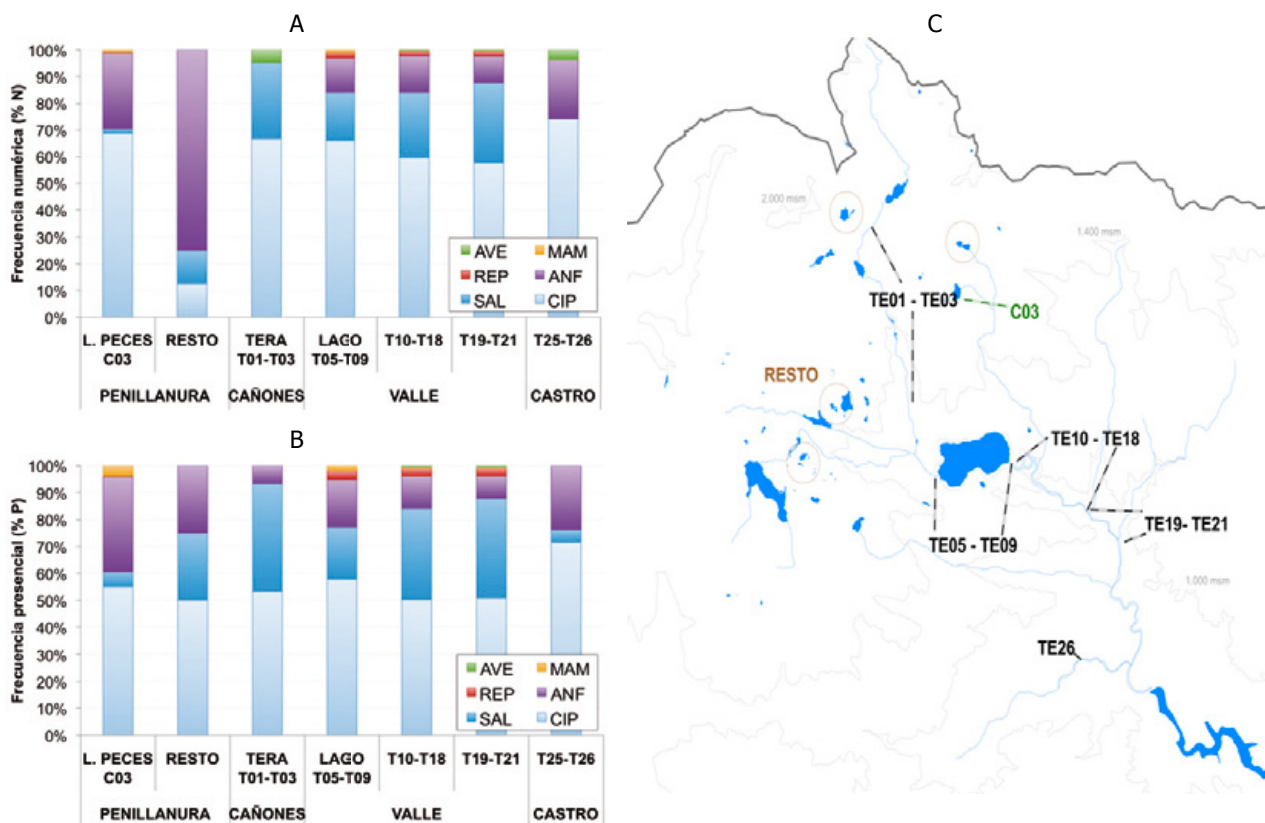 A
Frecuencia numérica (% N)
100%
90%
80%
70%
60%
50%
40%
30%
20%
10%
0%
AVE MAM
REP ANF
SAL CIP
L. PECES RESTO TERA LAGO T10-T18 T19-T21 T25-T26
C03 T01-T03 T05-T09
PENILLANURA CAÑONES VALLE CASTRO
B
Frecuencia presencial (% P)
100%
90%
80%
70%
60%
50%
40%
30%
20%
10%
0%
AVE MAM
REP ANF
SAL CIP
L. PECES RESTO TERA LAGO T10-T18 T19-T21 T25-T26
C03 T01-T03 T05-T09
PENILLANURA CAÑONES VALLE CASTRO
C
2,000 msm
1,400 msm
TE01 - TE03
C03
RESTO
TE10 - TE18
TE05 - TE09
TE19- TE21
1,000 msm
TE26